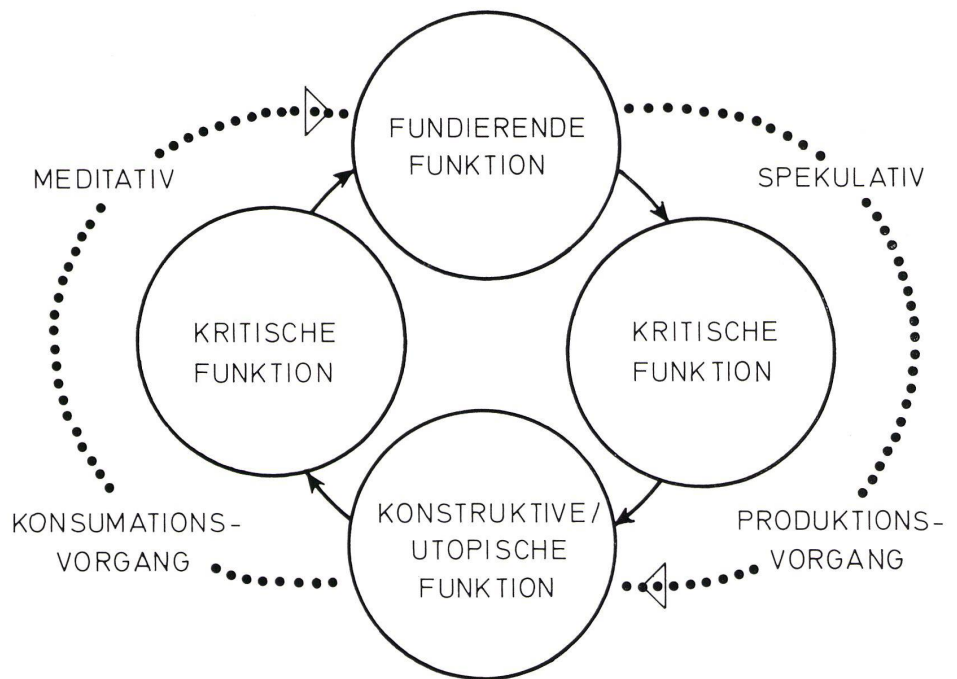 FUNDIERENDE
FUNKTION
MEDITATIV
SPEKULATIV
KRITISCHE
FUNKTION
KRITISCHE
FUNKTION
KONSUMATIONS-
VORGANG
KONSTRUKTIVE/
UTOPISCHE
FUNKTION
PRODUKTIONS-
VORGANG